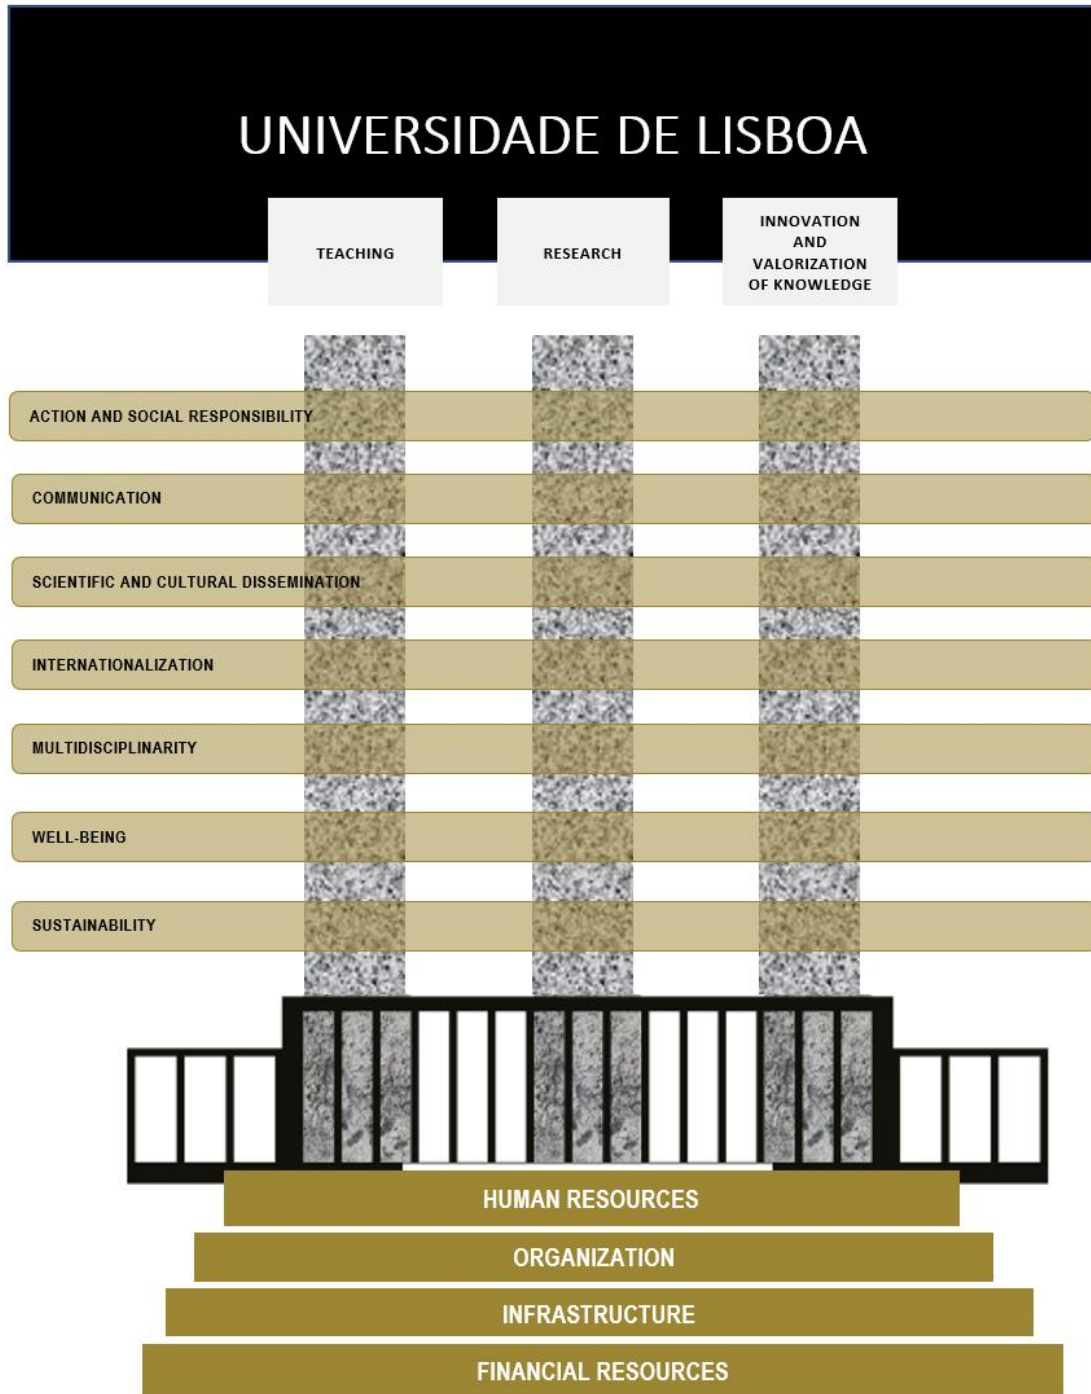 UNIVERSIDADE DE LISBOA
TEACHING
RESEARCH
INNOVATION
AND
VALORIZATION
OF KNOWLEDGE
ACTION AND SOCIAL RESPONSIBILITY
COMMUNICATION
SCIENTIFIC AND CULTURAL DISSEMINATION
INTERNATIONALIZATION
MULTIDISCIPLINARITY
WELL-BEING
SUSTAINABILITY
HUMAN RESOURCES
ORGANIZATION
INFRASTRUCTURE
FINANCIAL RESOURCES